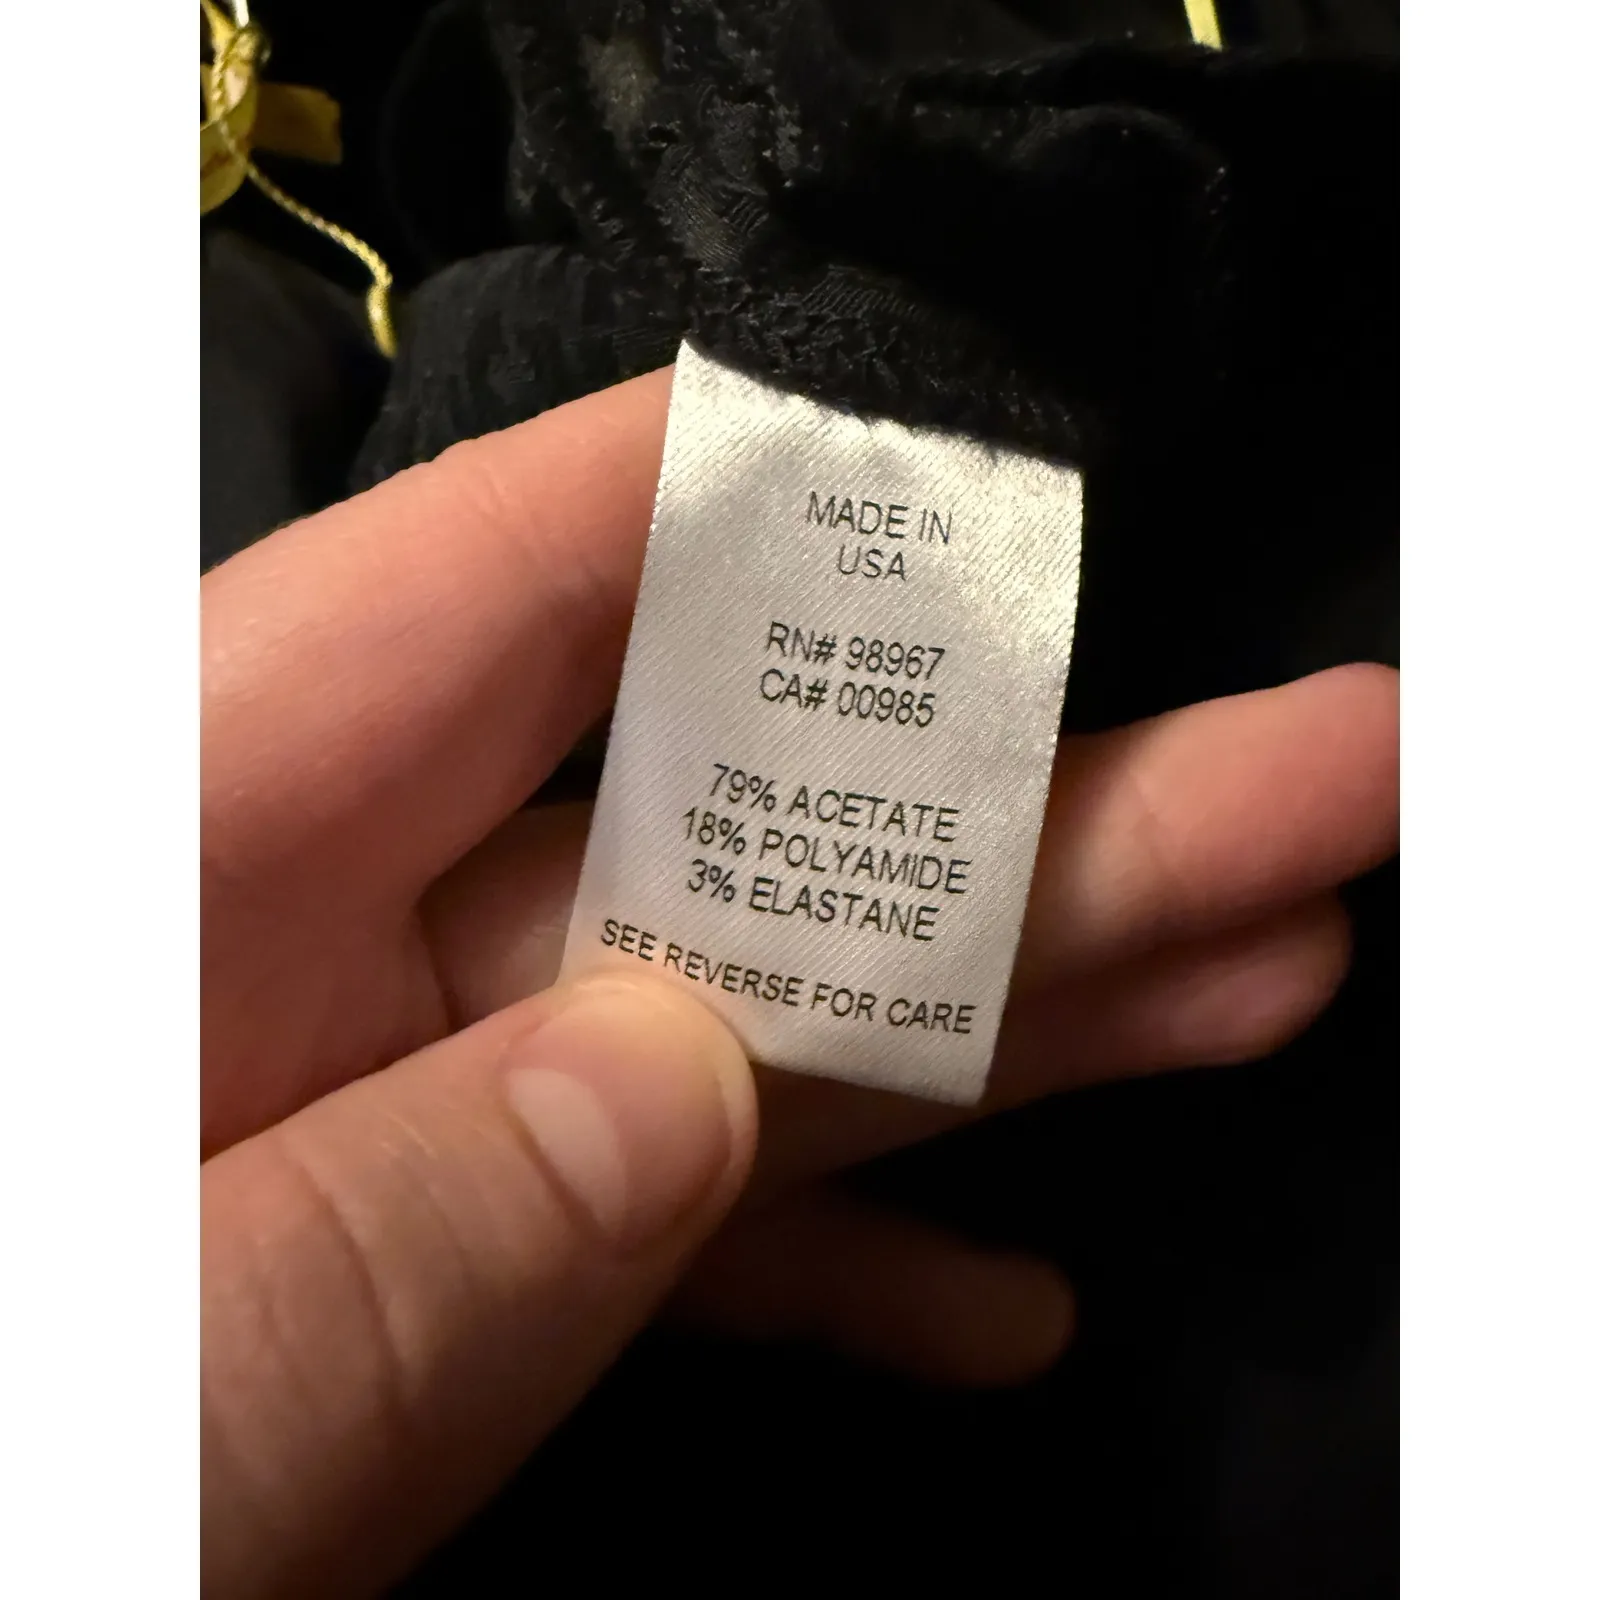 MADE IN
USA
RN# 98967
CA# 00985
79% ACETATE
18% POLYAMIDE
3% ELASTANE
SEE REVERSE FOR CARE